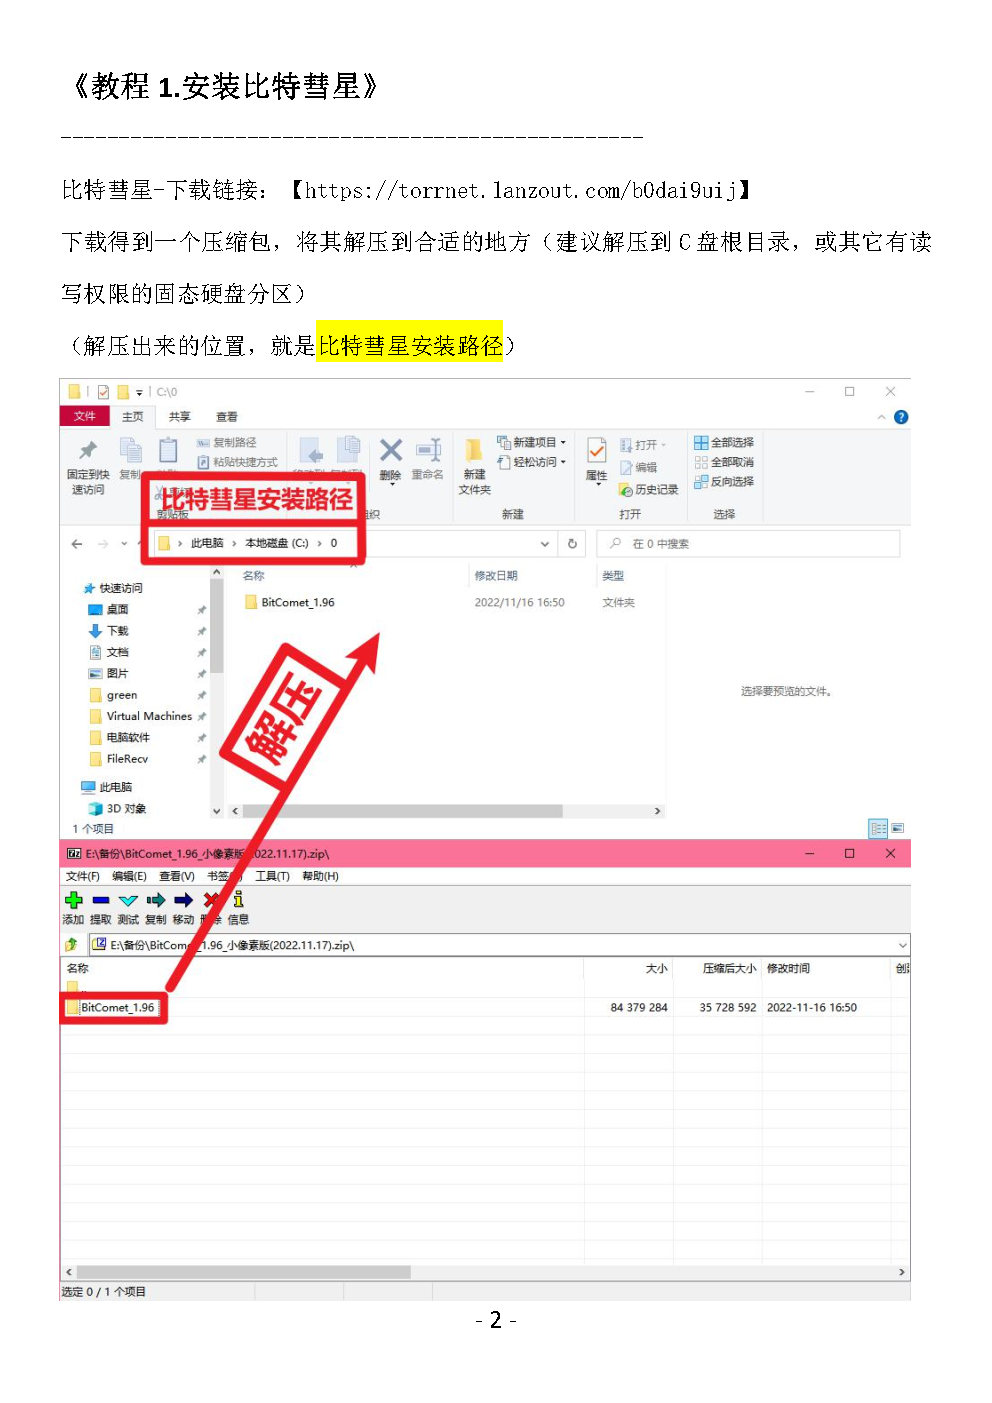 《教程 1.安装比特彗星》
--------------------------------------------------
比特彗星-下载链接：【https://torrnet.lanzout.com/b0dai9uij】
下载得到一个压缩包，将其解压到合适的地方（建议解压到 C 盘根目录，或其它有读
写权限的固态硬盘分区）
（解压出来的位置，就是比特彗星安装路径）
C:\0
文件 主页 共享 查看
固定到快速访问 复制 复制路径 粘贴快捷方式 删除 重命名 新建文件夹 新建项目 轻松访问 属性 打开 编辑 历史记录 全部选择 全部取消 反向选择
剪贴板 组织 新建 打开 选择
比特彗星安装路径
此电脑 › 本地磁盘 (C:) › 0
在 0 中搜索
名称 修改日期 类型
BitComet_1.96 2022/11/16 16:50 文件夹
快速访问
桌面
下载
文档
图片
green
Virtual Machines
电脑软件
FileRecv
此电脑
3D 对象
选择要预览的文件。
解压
1 个项目
E:\备份\BitComet_1.96_小像素版(2022.11.17).zip\
文件(F) 编辑(E) 查看(V) 书签 工具(T) 帮助(H)
添加 提取 测试 复制 移动 删除 信息
E:\备份\BitComet_1.96_小像素版(2022.11.17).zip\
名称 大小 压缩后大小 修改时间 创
..
BitComet_1.96 84 379 284 35 728 592 2022-11-16 16:50
选定 0 / 1 个项目
- 2 -